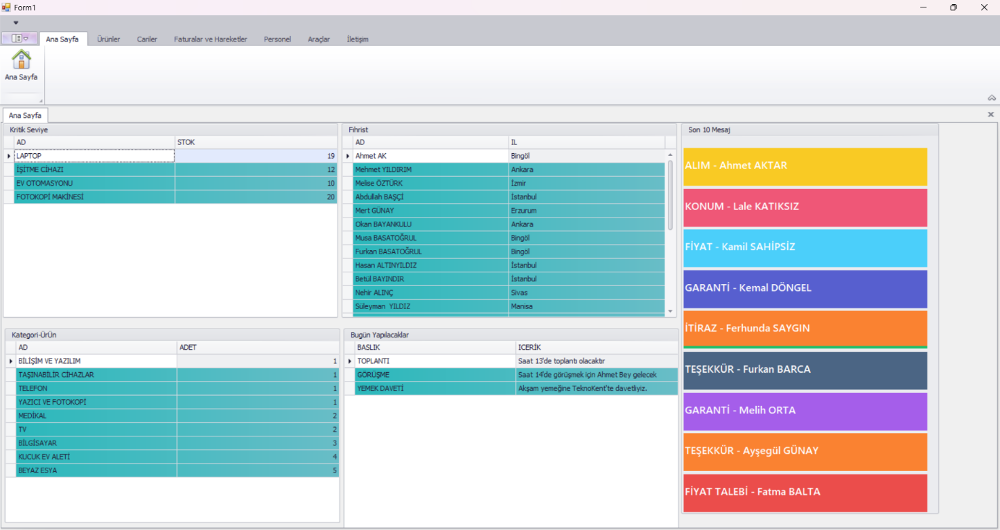 Form1
Ana Sayfa Ürünler Cariler Faturalar ve Hareketler Personel Araçlar İletişim
Ana Sayfa
Ana Sayfa
Kritik Seviye
AD STOK
LAPTOP 19
İŞİTME CİHAZI 12
EV OTOMASYONU 10
FOTOKOPİ MAKİNESİ 20
Fihrist
AD IL
Ahmet AK Bingöl
Mehmet YILDIRIM Ankara
Melise ÖZTÜRK İzmir
Abdullah BAŞÇİ İstanbul
Mert GÜNAY Erzurum
Okan BAYANKULU Ankara
Musa BASATOĞRUL Bingöl
Furkan BASATOĞRUL Bingöl
Hasan ALTINYILDIZ İstanbul
Betül BAYINDIR İstanbul
Nehir ALINÇ Sivas
Süleyman YILDIZ Manisa
Son 10 Mesaj
ALIM - Ahmet AKTAR
KONUM - Lale KATIKSIZ
FİYAT - Kamil SAHİPSİZ
GARANTİ - Kemal DÖNGEL
İTİRAZ - Ferhunda SAYGIN
TEŞEKKÜR - Furkan BARCA
GARANTİ - Melih ORTA
TEŞEKKÜR - Ayşegül GÜNAY
FİYAT TALEBİ - Fatma BALTA
Kategori-ÜrÜn
AD ADET
BİLİŞİM VE YAZILIM 1
TAŞINABİLİR CİHAZLAR 1
TELEFON 1
YAZICI VE FOTOKOPİ 1
MEDİKAL 2
TV 2
BİLGİSAYAR 3
KUCUK EV ALETİ 4
BEYAZ ESYA 5
Bugün Yapılacaklar
BASLIK ICERİK
TOPLANTI Saat 13'de toplantı olacaktır
GÖRÜŞME Saat 14'de görüşmek için Ahmet Bey gelecek
YEMEK DAVETİ Akşam yemeğine TeknoKent'te davetliyiz.